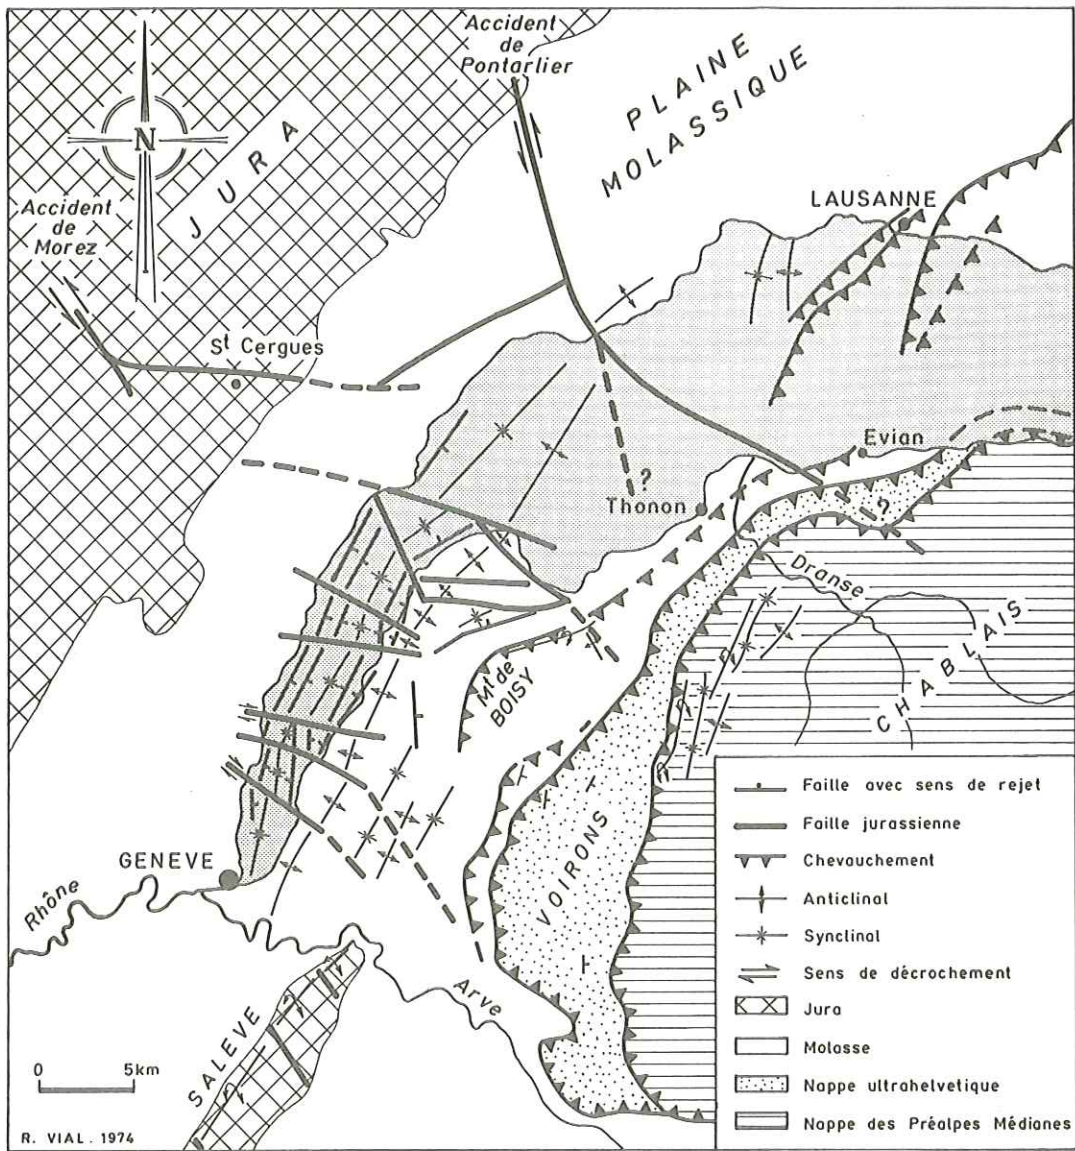 Accident
de
Pontarlier
PLAINE
MOLASSIQUE
N
JURA
Accident
de
Morez
LAUSANNE
St Cergues
Evian
?
Thonon
?
Dranse
CHABLAIS
Mt de
BOISY
GENEVE
Rhône
VOIRONS
Arve
SALEVE
0 5km
R. VIAL. 1974
Faille avec sens de rejet
Faille jurassienne
Chevauchement
Anticlinal
Synclinal
Sens de décrochement
Jura
Molasse
Nappe ultrahelvetique
Nappe des Préalpes Médianes